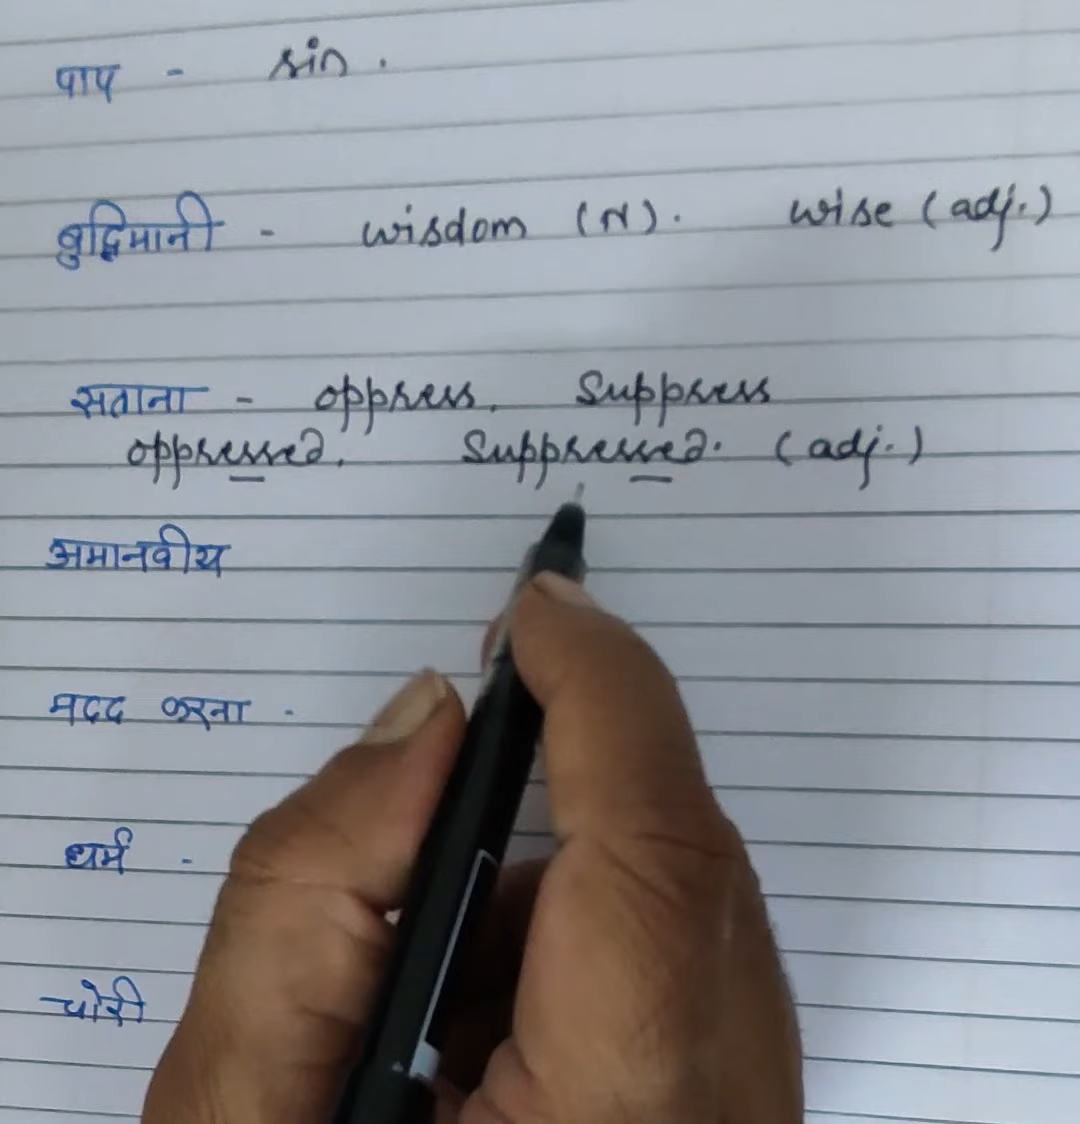 पाप - sin.
बुद्धिमानी - wisdom (N). wise (adj.)
सताना - oppress. Suppress
oppressed. Suppressed. (adj.)
अमानवीय
मदद करना -
धर्म -
चोरी